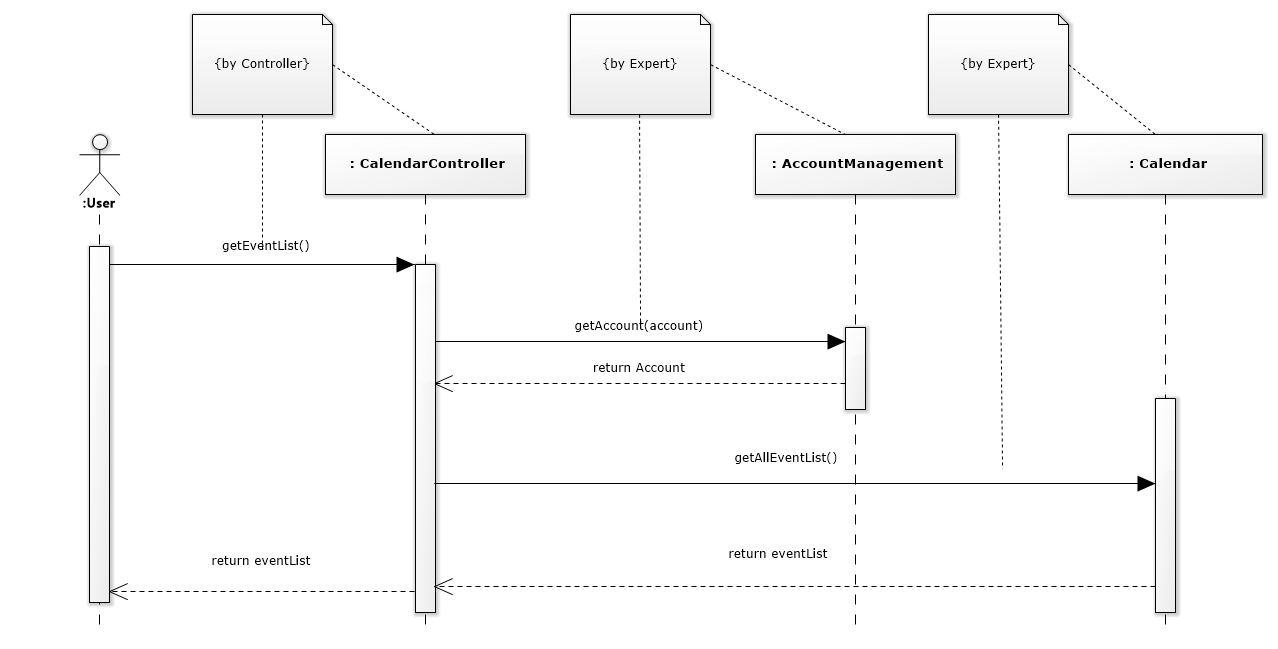 {by Controller}
{by Expert}
{by Expert}
: CalendarController
: AccountManagement
: Calendar
:User
getEventList()
getAccount(account)
return Account
getAllEventList()
return eventList
return eventList